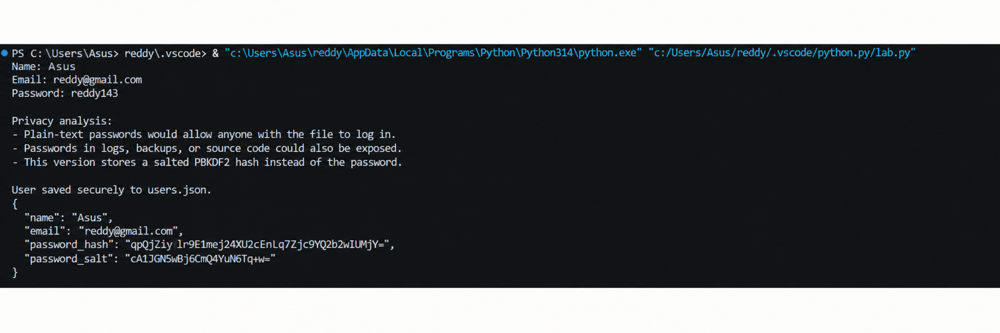 PS C:\Users\Asus> reddy\.vscode> & "c:\Users\Asus\reddy\AppData\Local\Programs\Python\Python314\python.exe" "c:/Users/Asus/reddy/.vscode/python.py/lab.py"
Name: Asus
Email: reddy@gmail.com
Password: reddy143
Privacy analysis:
- Plain-text passwords would allow anyone with the file to log in.
- Passwords in logs, backups, or source code could also be exposed.
- This version stores a salted PBKDF2 hash instead of the password.
User saved securely to users.json.
{
  "name": "Asus",
  "email": "reddy@gmail.com",
  "password_hash": "qpQjZiy lr9E1mej24XU2cEnLq7Zjc9YQ2b2wIUMjY=",
  "password_salt": "cA1JGN5wBj6CmQ4YuN6Tq+w="
}